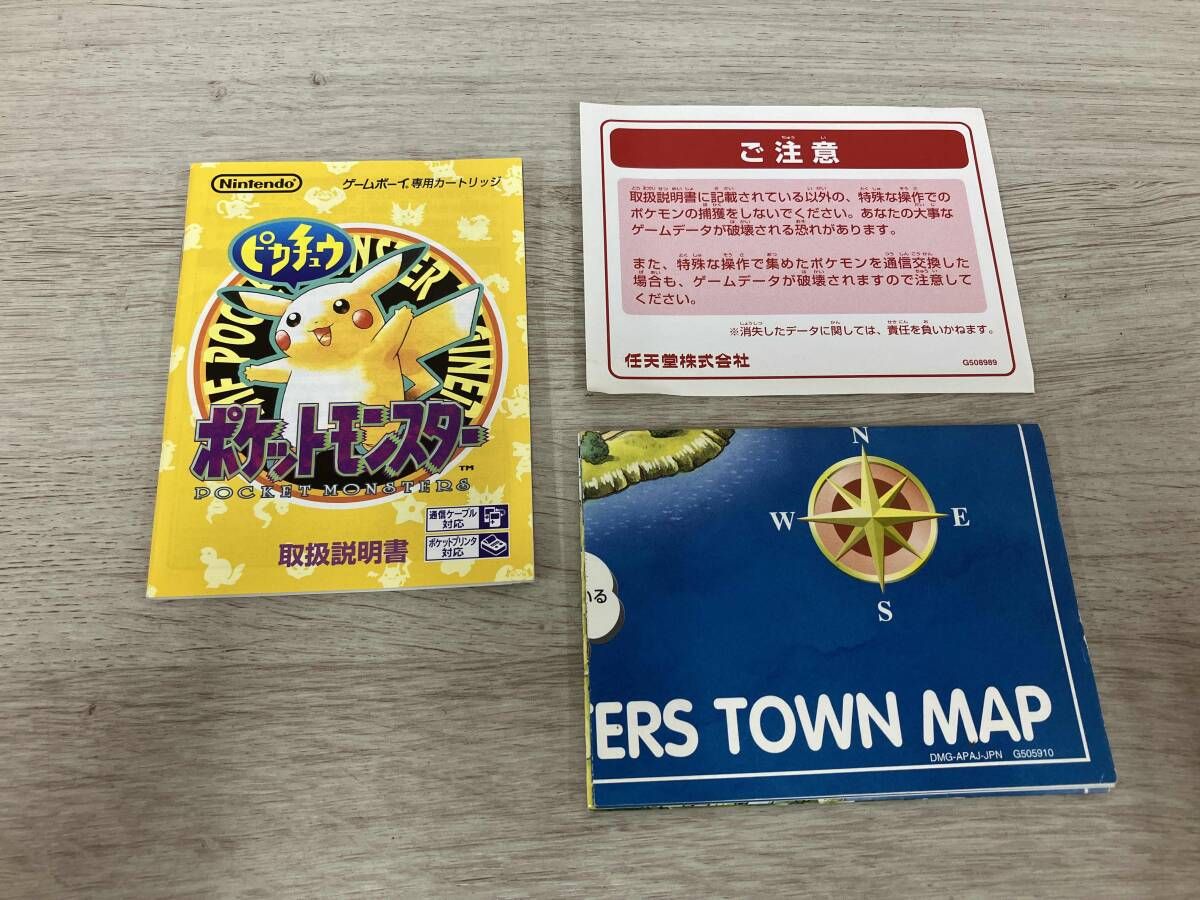 Nintendo
ゲームボーイ専用カートリッジ
ピカチュウ
ポケットモンスター
TM
POCKET MONSTERS
通信ケーブル
対応
ポケットプリンタ
対応
取扱説明書
ご注意
取扱説明書に記載されている以外の、特殊な操作での
ポケモンの捕獲をしないでください。あなたの大事な
ゲームデータが破壊される恐れがあります。
また、特殊な操作で集めたポケモンを通信交換した
場合も、ゲームデータが破壊されますので注意して
ください。
※消失したデータに関しては、責任を負いかねます。
任天堂株式会社
G508989
N
W
E
S
いる
TERS TOWN MAP
DMG-APAJ-JPN G505910